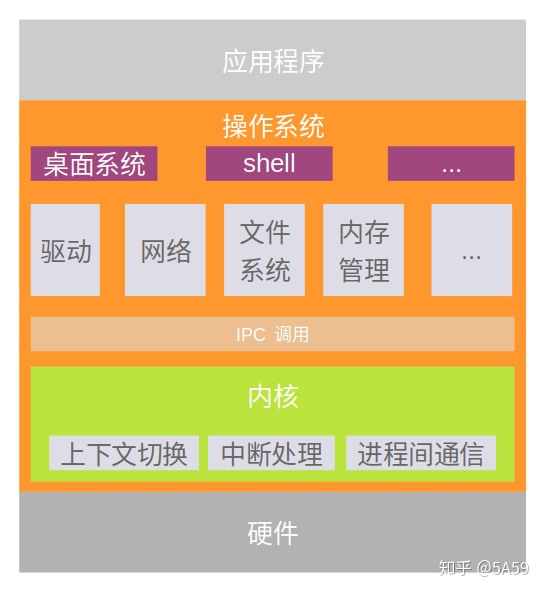 应用程序
操作系统
桌面系统 shell ...
驱动 网络 文件系统 内存管理 ...
IPC 调用
内核
上下文切换 中断处理 进程间通信
硬件
知乎 @5A59